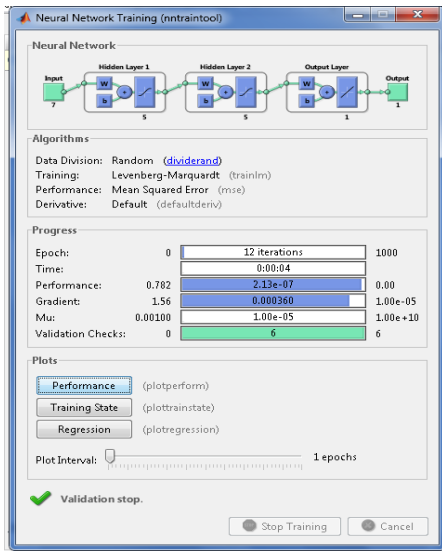 Neural Network Training (nntraintool)
Neural Network
Hidden Layer 1 Hidden Layer 2 Output Layer
Input Output
W W W
b b b
7 1
5 5 1
Algorithms
Data Division: Random (dividerand)
Training: Levenberg-Marquardt (trainlm)
Performance: Mean Squared Error (mse)
Derivative: Default (defaultderiv)
Progress
Epoch: 0 12 iterations 1000
Time: 0:00:04
Performance: 0.782 2.13e-07 0.00
Gradient: 1.56 0.000360 1.00e-05
Mu: 0.00100 1.00e-05 1.00e+10
Validation Checks: 0 6 6
Plots
Performance (plotperform)
Training State (plottrainstate)
Regression (plotregression)
Plot Interval: 1 epochs
Validation stop.
Stop Training Cancel